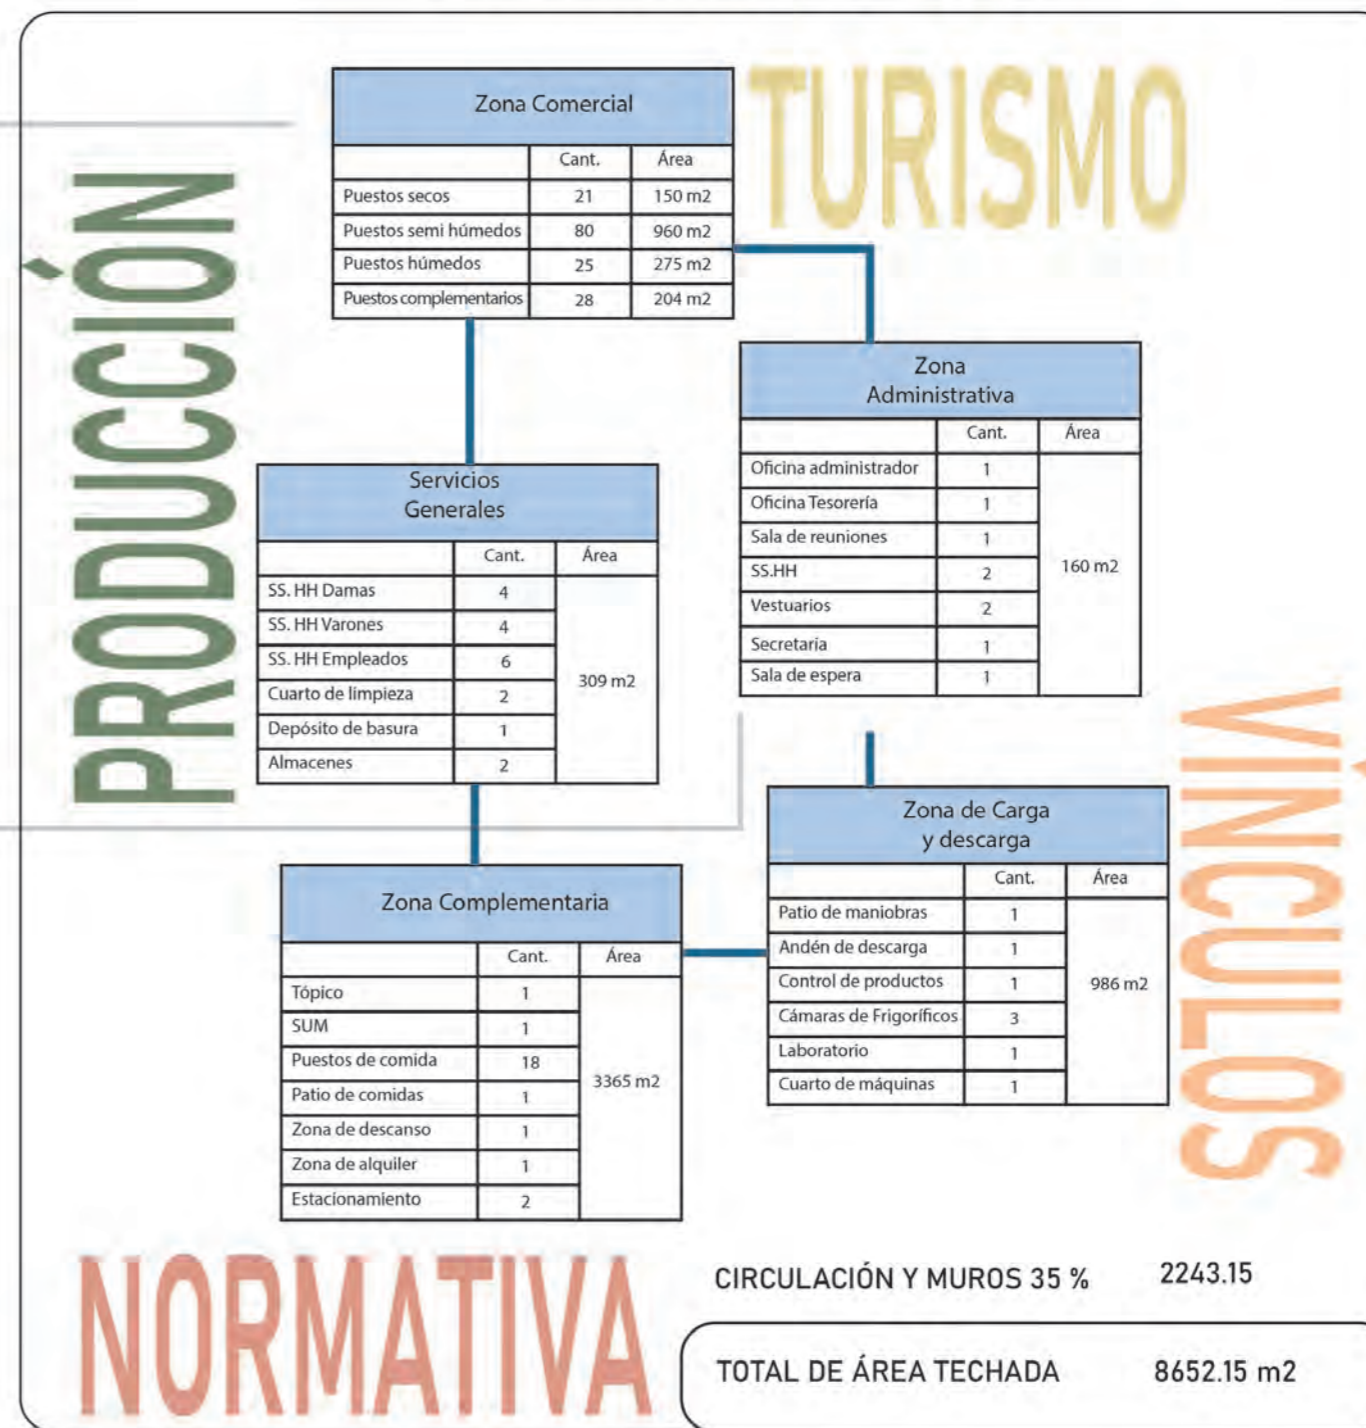 TURISMO
PRODUCCIÓN
Zona Comercial
Cant. Área
Puestos secos 21 150 m2
Puestos semi húmedos 80 960 m2
Puestos húmedos 25 275 m2
Puestos complementarios 28 204 m2
Zona
Administrativa
Cant. Área
Oficina administrador 1
Oficina Tesorería 1
Sala de reuniones 1
SS.HH 2
160 m2
Vestuarios 2
Secretaria 1
Sala de espera 1
Servicios
Generales
Cant. Área
SS. HH Damas 4
SS. HH Varones 4
SS. HH Empleados 6
309 m2
Cuarto de limpieza 2
Depósito de basura 1
Almacenes 2
VÍNCULOS
Zona de Carga
y descarga
Cant. Área
Patio de maniobras 1
Andén de descarga 1
Control de productos 1
986 m2
Cámaras de Frigoríficos 3
Laboratorio 1
Cuarto de máquinas 1
Zona Complementaria
Cant. Área
Tópico 1
SUM 1
Puestos de comida 18
3365 m2
Patio de comidas 1
Zona de descanso 1
Zona de alquiler 1
Estacionamiento 2
NORMATIVA
CIRCULACIÓN Y MUROS 35 % 2243.15
TOTAL DE ÁREA TECHADA 8652.15 m2